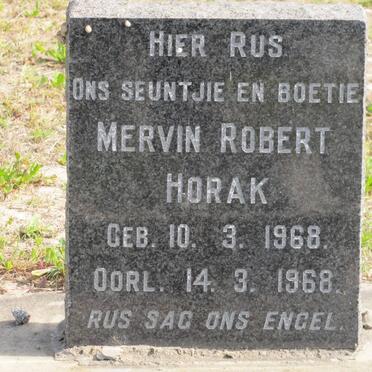 HIER RUS
ONS SEUNTJIE EN BOETIE
MERVIN ROBERT
HORAK
GEB. 10. 3. 1968.
OORL. 14. 3. 1968.
RUS SAG ONS ENGEL.